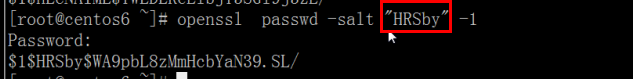 [root@centos6 ~]# openssl  passwd -salt "HRSby" -1
Password:
$1$HRSby$WA9pbL8zMmHcbYaN39.SL/